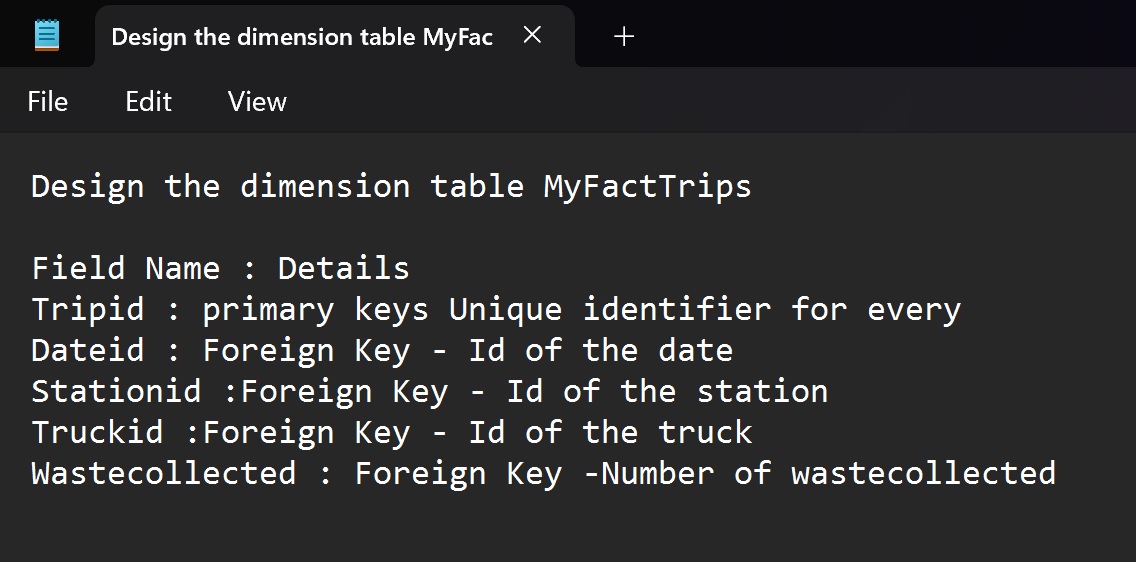 Design the dimension table MyFac
File Edit View
Design the dimension table MyFactTrips
Field Name : Details
Tripid : primary keys Unique identifier for every
Dateid : Foreign Key - Id of the date
Stationid :Foreign Key - Id of the station
Truckid :Foreign Key - Id of the truck
Wastecollected : Foreign Key -Number of wastecollected